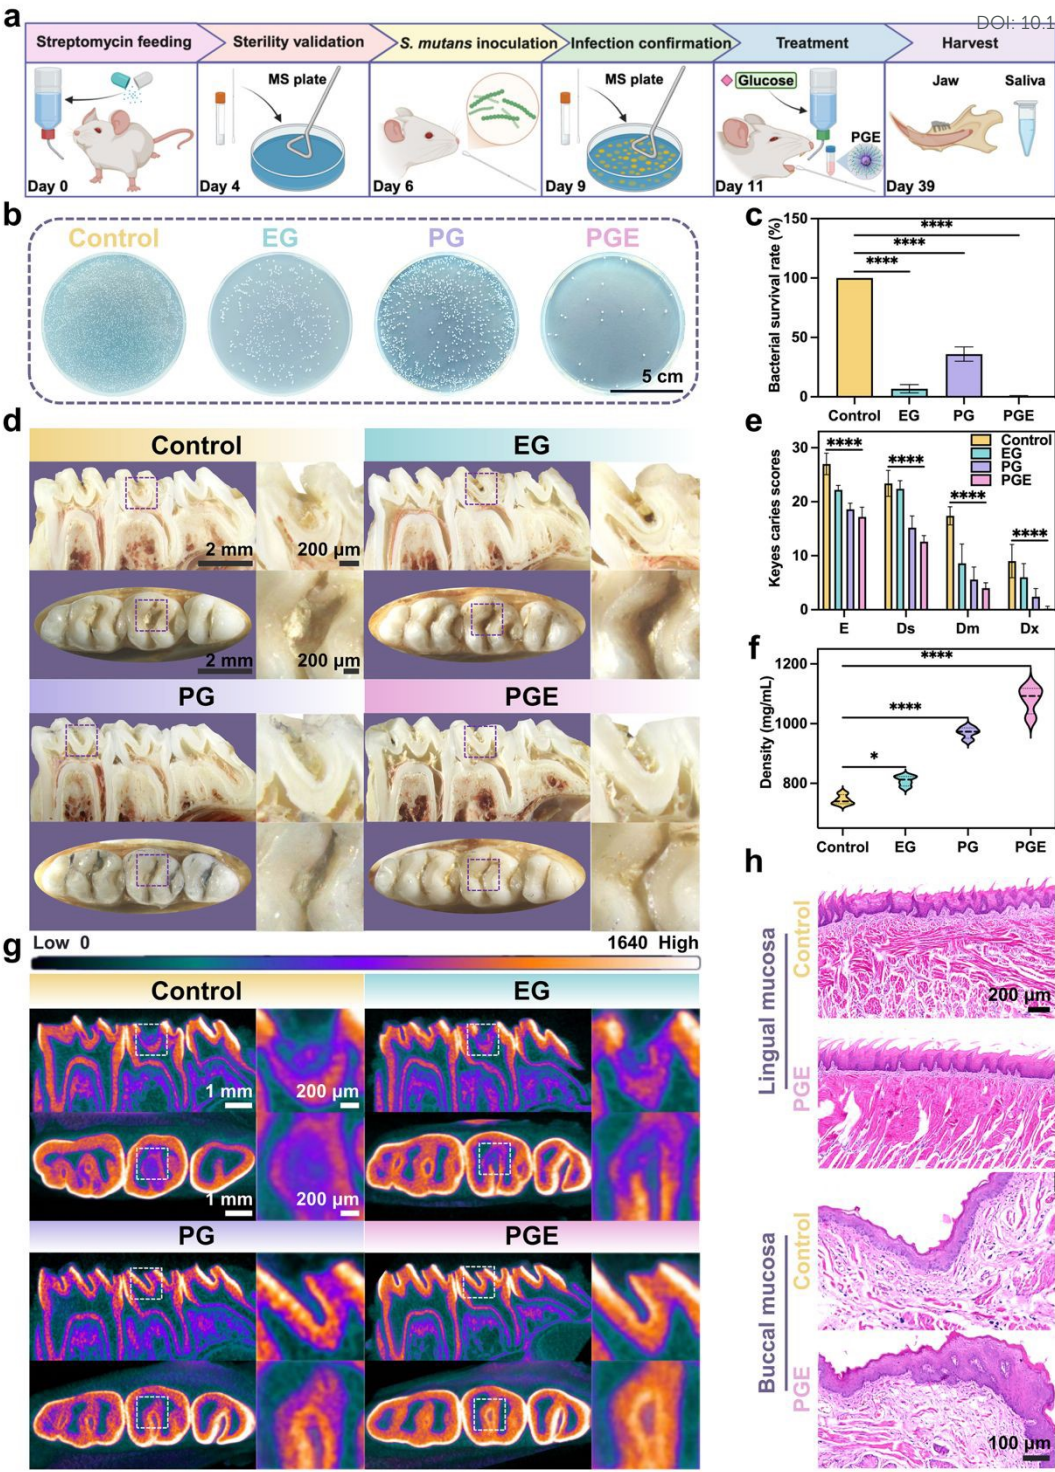 a
DOI: 10.1
Streptomycin feeding
Sterility validation
S. mutans inoculation
Infection confirmation
Treatment
Harvest
MS plate
MS plate
Glucose
PGE
Jaw
Saliva
Day 0
Day 4
Day 6
Day 9
Day 11
Day 39
b
Control
EG
PG
PGE
5 cm
c
Bacterial survival rate (%)
150
100
50
0
****
****
****
Control
EG
PG
PGE
d
Control
EG
2 mm
200 µm
2 mm
200 µm
PG
PGE
e
Keyes caries scores
30
20
10
0
****
****
****
****
Control
EG
PG
PGE
E
Ds
Dm
Dx
f
Density (mg/mL)
1200
1000
800
****
****
*
Control
EG
PG
PGE
g
Low 0
1640 High
Control
EG
1 mm
200 µm
1 mm
200 µm
PG
PGE
h
Lingual mucosa
Control
200 µm
PGE
Buccal mucosa
Control
PGE
100 µm